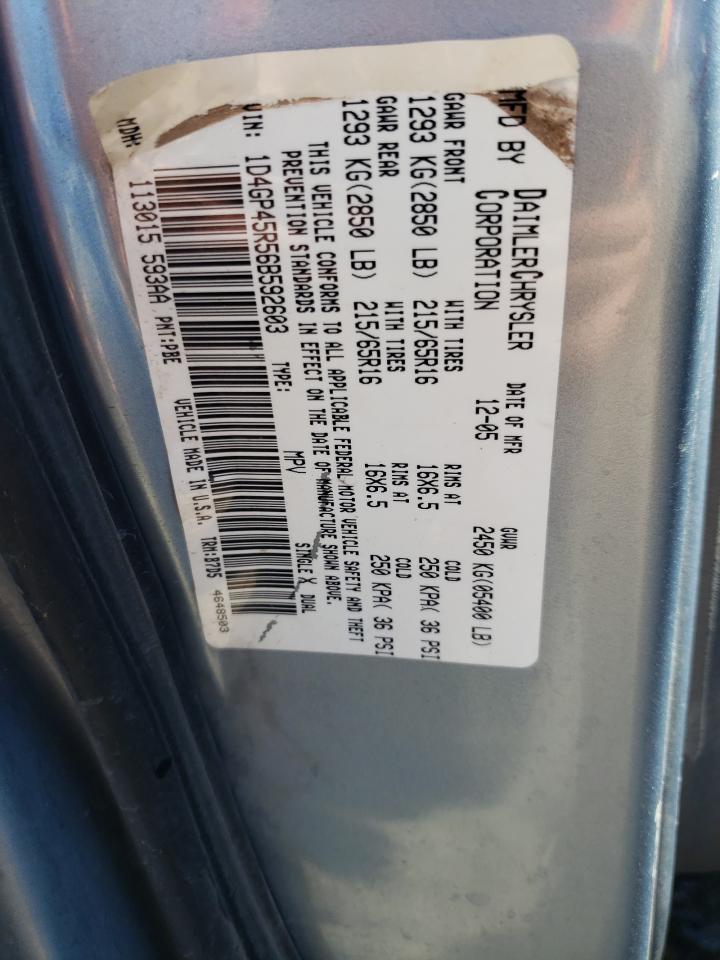 MFD BY DAIMLERCHRYSLER CORPORATION DATE OF MFR 12-05 GVWR 2450 KG(05400 LB)
GAWR FRONT WITH TIRES RIMS AT COLD
1293 KG(2850 LB) 215/65R16 16X6.5 250 KPA( 36 PSI
GAWR REAR WITH TIRES RIMS AT COLD
1293 KG(2850 LB) 215/65R16 16X6.5 250 KPA( 36 PSI
THIS VEHICLE CONFORMS TO ALL APPLICABLE FEDERAL MOTOR VEHICLE SAFETY AND THEFT
PREVENTION STANDARDS IN EFFECT ON THE DATE OF MANUFACTURE SHOWN ABOVE.
VIN: 1D4GP45R56B592603 TYPE: MPV SINGLE X DUAL
MDH: 113015 593AA PNT:PBE VEHICLE MADE IN U.S.A. TRM:B7D5 4648503